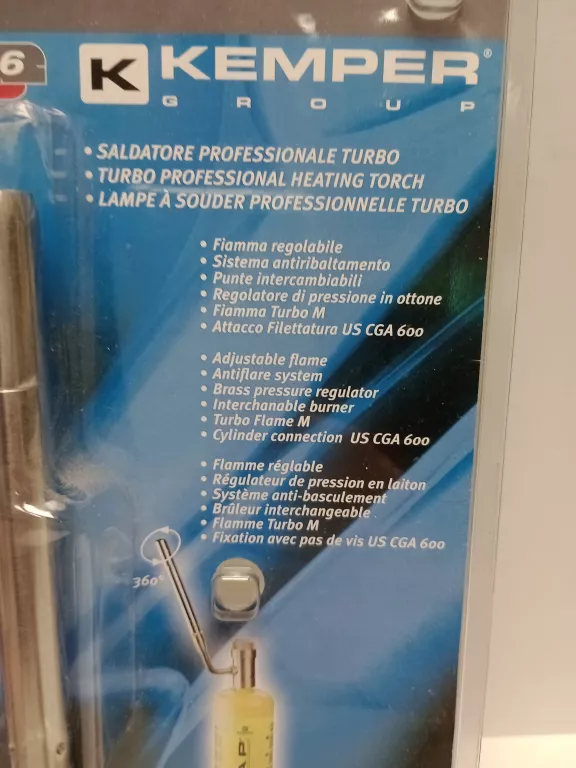 6
K KEMPER®
GROUP
• SALDATORE PROFESSIONALE TURBO
• TURBO PROFESSIONAL HEATING TORCH
• LAMPE À SOUDER PROFESSIONNELLE TURBO
• Fiamma regolabile
• Sistema antiribaltamento
• Punte intercambiabili
• Regolatore di pressione in ottone
• Fiamma Turbo M
• Attacco Filettatura US CGA 600
• Adjustable flame
• Antiflare system
• Brass pressure regulator
• Interchanable burner
• Turbo Flame M
• Cylinder connection US CGA 600
• Flamme réglable
• Régulateur de pression en laiton
• Système anti-basculement
• Brûleur interchangeable
• Flamme Turbo M
• Fixation avec pas de vis US CGA 600
360°
AP